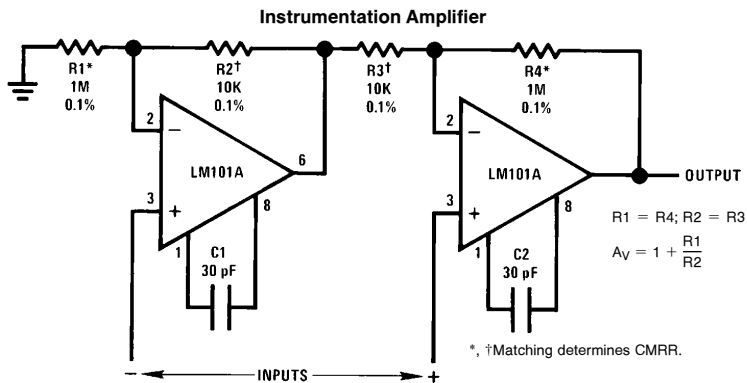 Instrumentation Amplifier
R1*
1M
0.1%
R2†
10K
0.1%
R3†
10K
0.1%
R4*
1M
0.1%
2
−
LM101A
6
3
+
8
1
C1
30 pF
2
−
LM101A
3
+
8
1
C2
30 pF
OUTPUT
R1 = R4; R2 = R3
AV = 1 + R1
R2
*, †Matching determines CMRR.
− INPUTS +